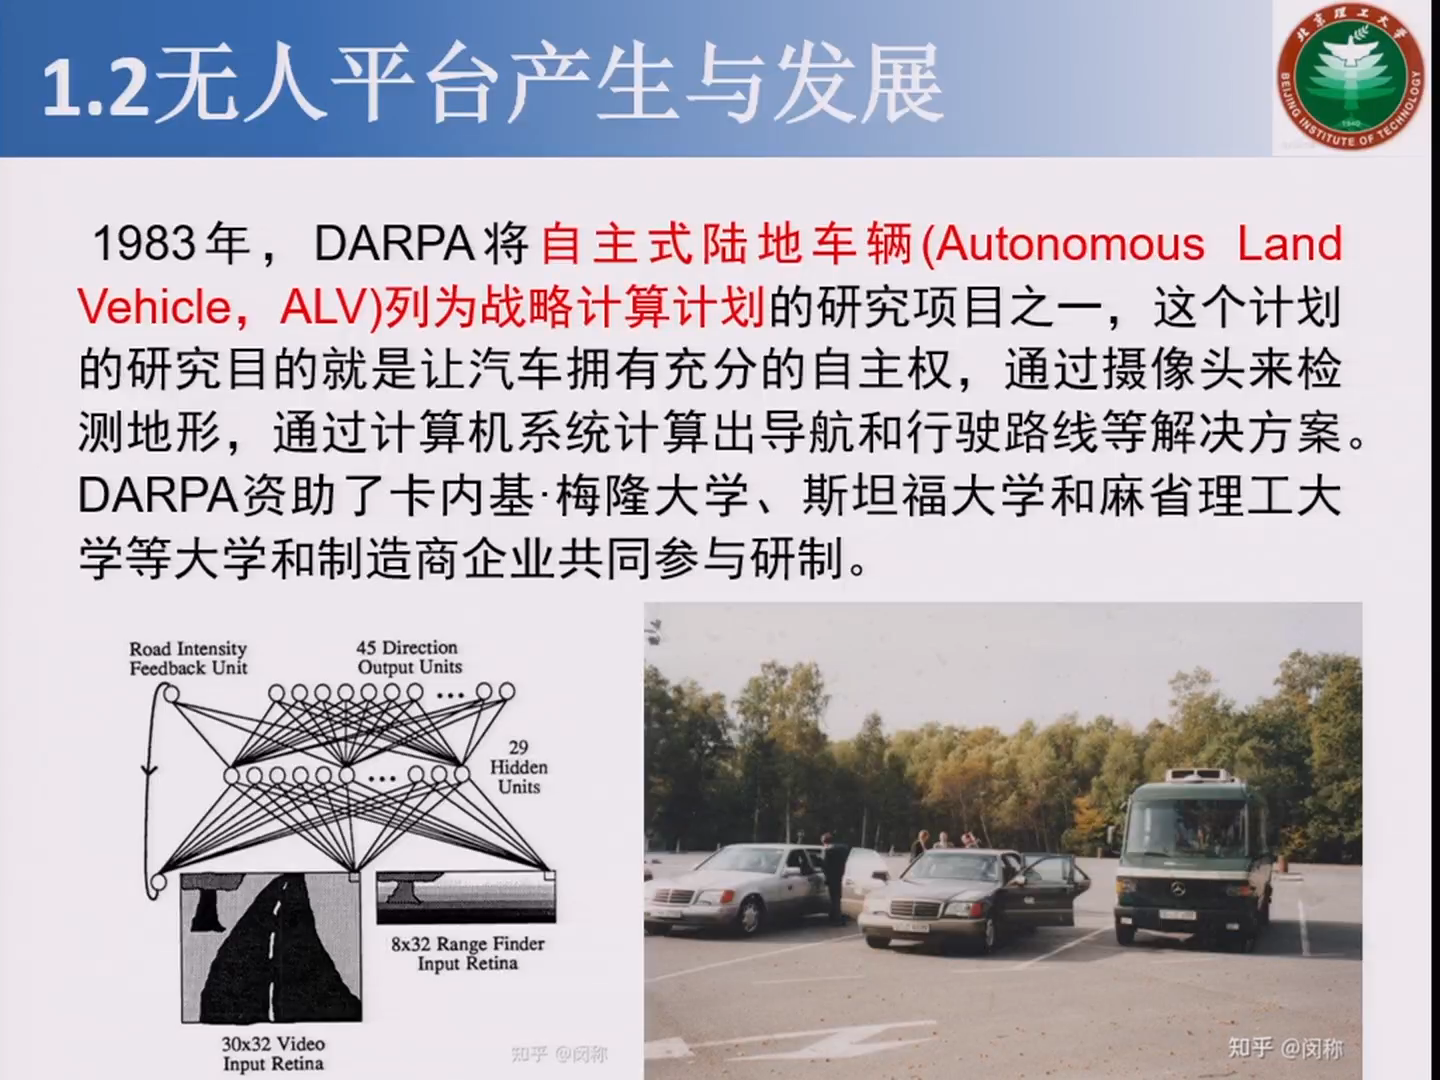 1.2无人平台产生与发展
北京理工大学
BEIJING INSTITUTE OF TECHNOLOGY
1940
1983年，DARPA将自主式陆地车辆(Autonomous Land
Vehicle，ALV)列为战略计算计划的研究项目之一，这个计划
的研究目的就是让汽车拥有充分的自主权，通过摄像头来检
测地形，通过计算机系统计算出导航和行驶路线等解决方案。
DARPA资助了卡内基·梅隆大学、斯坦福大学和麻省理工大
学等大学和制造商企业共同参与研制。
Road Intensity
Feedback Unit
45 Direction
Output Units
29
Hidden
Units
8x32 Range Finder
Input Retina
30x32 Video
Input Retina
知乎 @闵称
知乎 @闵称